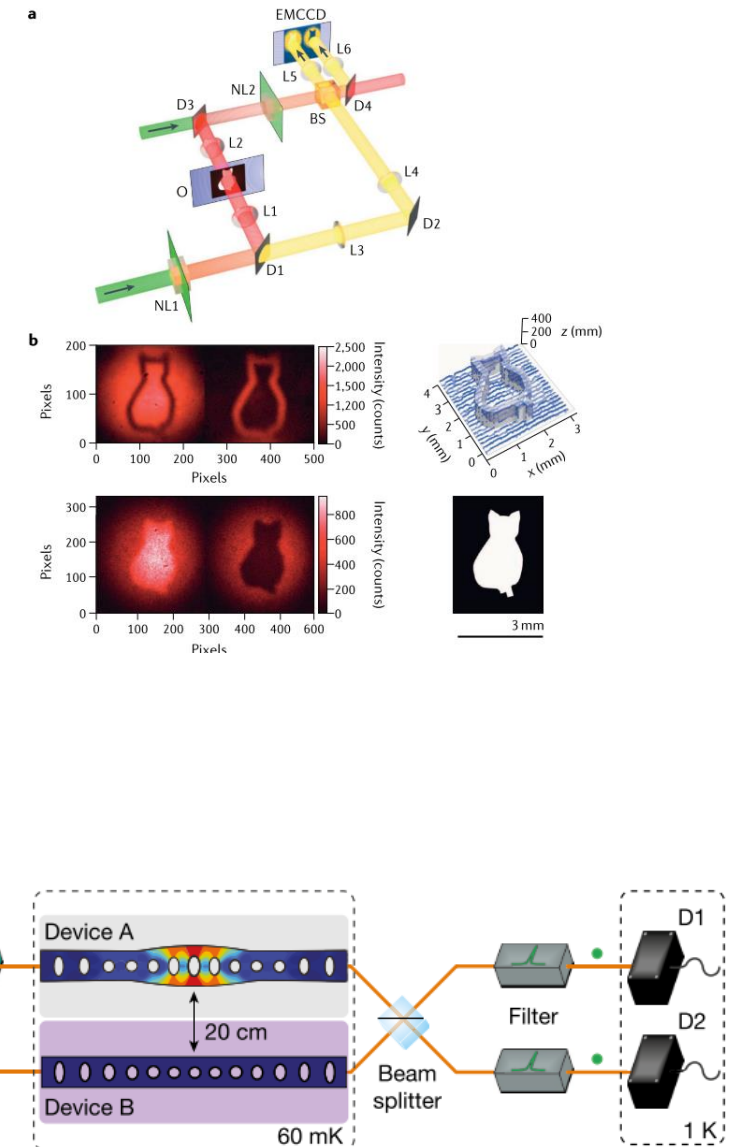 a
EMCCD
L6
L5
NL2
D3
D4
BS
L2
O
L4
L1
D2
L3
D1
NL1
b
200
100
0
Pixels
0 100 200 300 400 500
Pixels
2,500
2,000
1,500
1,200
500
0
Intensity (counts)
400
200
0
z (mm)
4
3
2
1
0
y (mm)
0
1
2
3
x (mm)
300
200
100
0
Pixels
0 100 200 300 400 500 600
Pixels
800
600
400
200
0
Intensity (counts)
3 mm
Device A
20 cm
Device B
60 mK
Beam
splitter
Filter
D1
D2
1 K